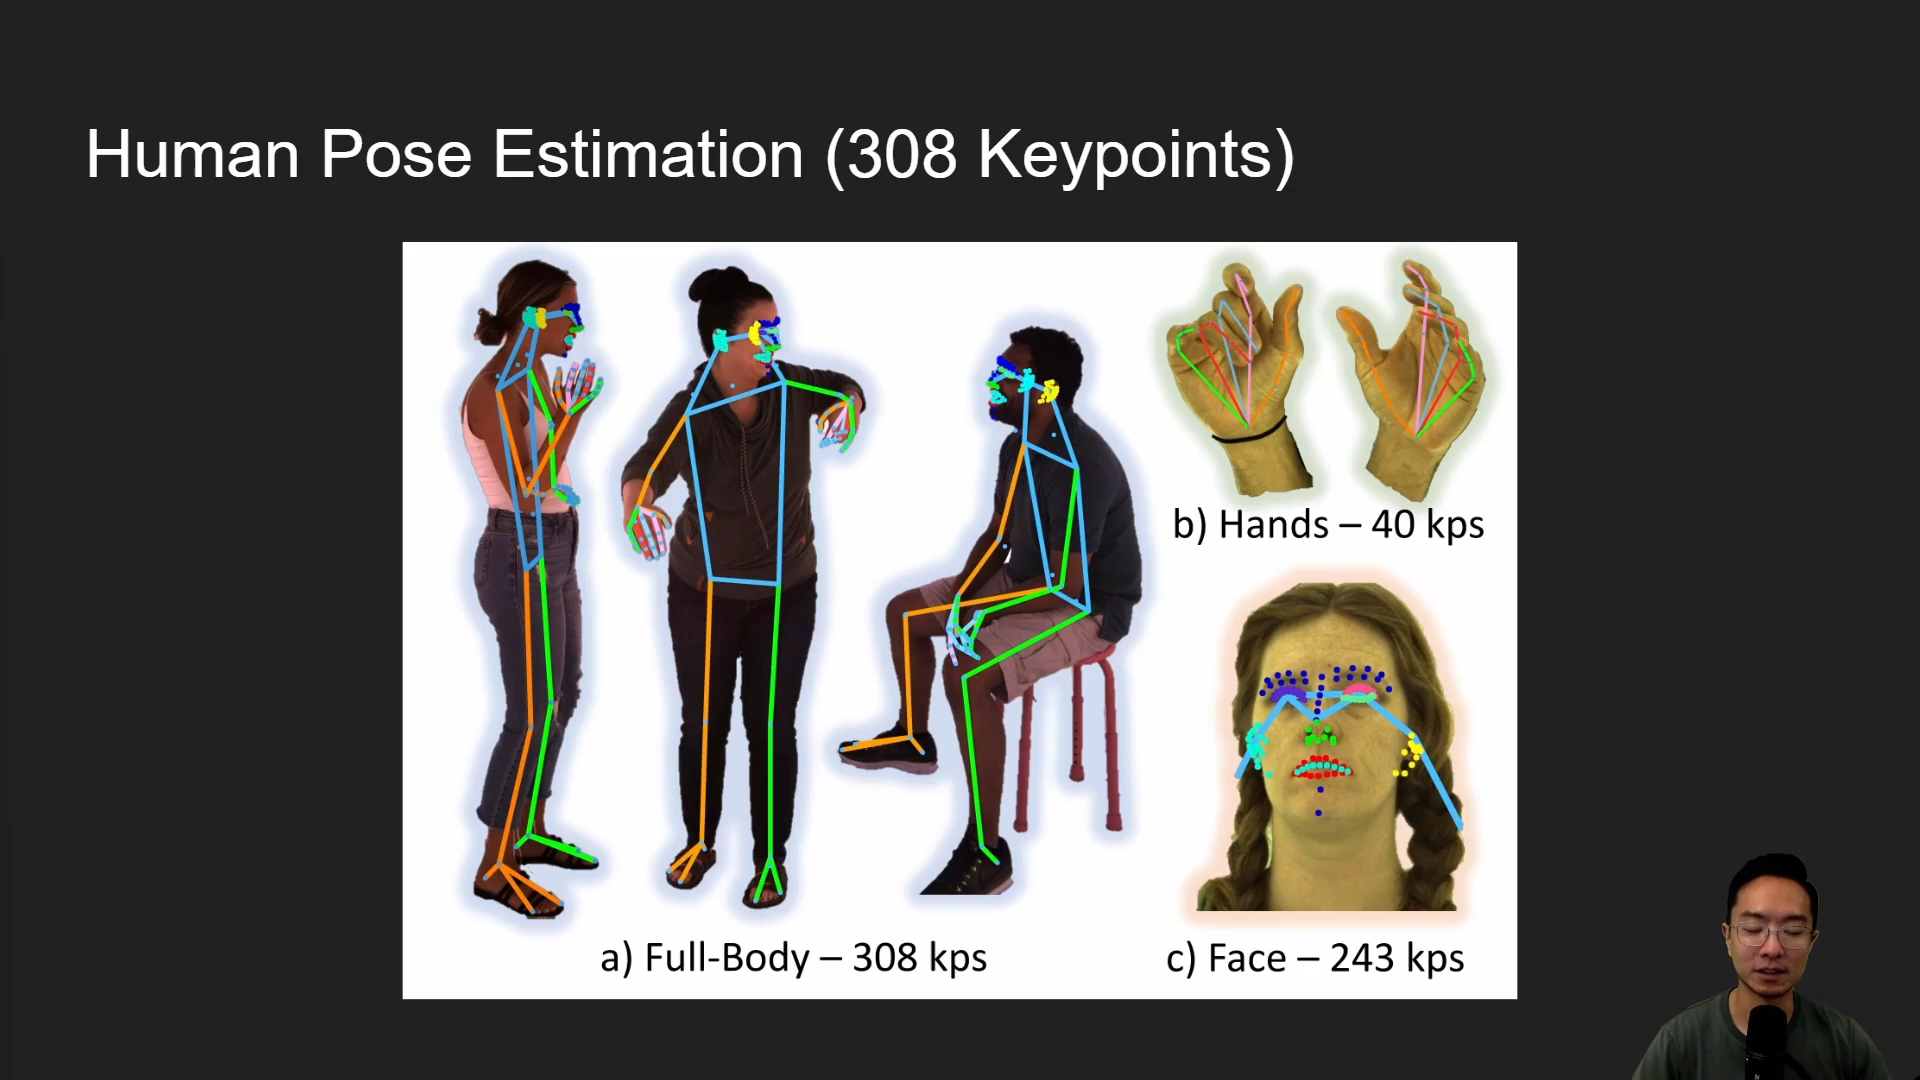 Human Pose Estimation (308 Keypoints)
b) Hands – 40 kps
a) Full-Body – 308 kps
c) Face – 243 kps